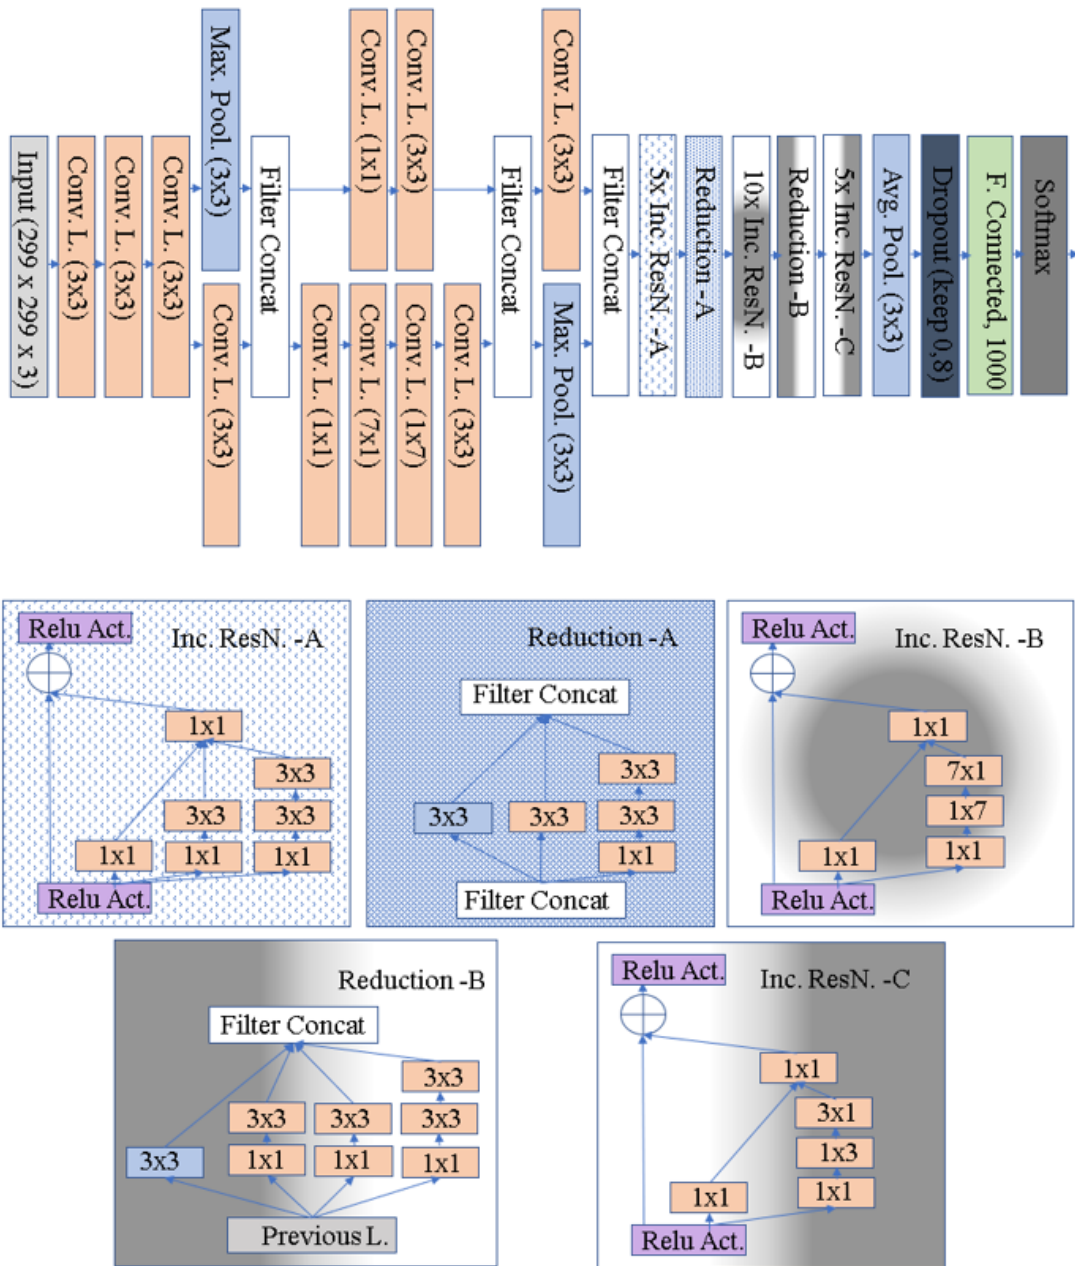 Input (299 x 299 x 3)
Conv. L. (3x3)
Conv. L. (3x3)
Conv. L. (3x3)
Max. Pool. (3x3)
Conv. L. (3x3)
Filter Concat
Conv. L. (1x1)
Conv. L. (3x3)
Conv. L. (1x1)
Conv. L. (7x1)
Conv. L. (1x7)
Conv. L. (3x3)
Filter Concat
Conv. L. (3x3)
Max. Pool. (3x3)
Filter Concat
5x Inc. ResN. -A
Reduction -A
10x Inc. ResN. -B
Reduction -B
5x Inc. ResN. -C
Avg. Pool. (3x3)
Dropout (keep 0,8)
F. Connected, 1000
Softmax
Inc. ResN. -A
Relu Act.
1x1
3x3
3x3
3x3
1x1
1x1
1x1
Relu Act.
Reduction -A
Filter Concat
3x3
3x3
3x3
3x3
1x1
Filter Concat
Inc. ResN. -B
Relu Act.
1x1
7x1
1x7
1x1
1x1
Relu Act.
Reduction -B
Filter Concat
3x3
3x3
3x3
3x3
3x3
1x1
1x1
1x1
Previous L.
Inc. ResN. -C
Relu Act.
1x1
3x1
1x3
1x1
1x1
Relu Act.